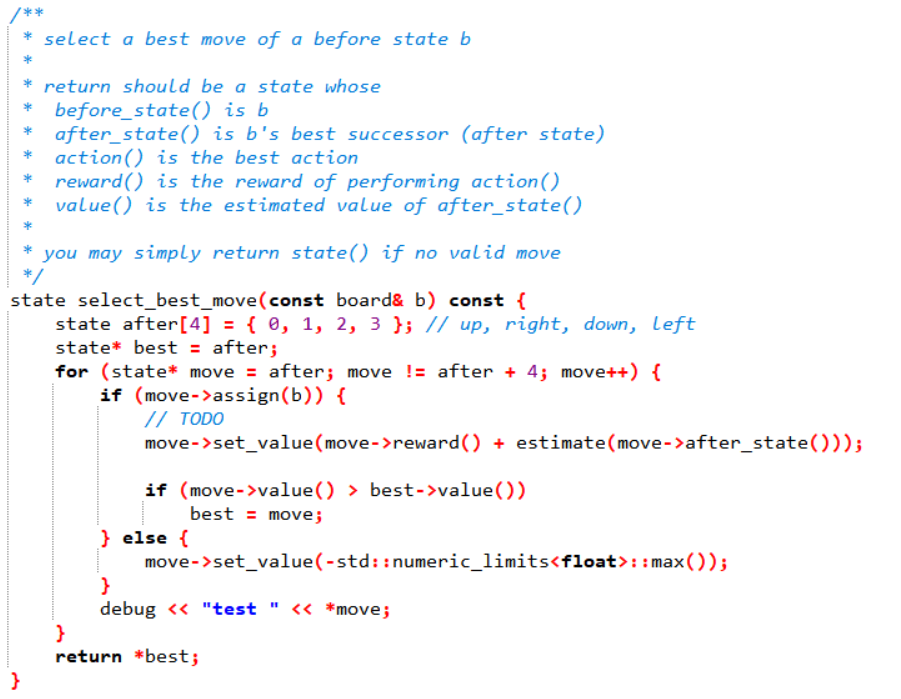 /**
 * select a best move of a before state b
 *
 * return should be a state whose
 *  before_state() is b
 *  after_state() is b's best successor (after state)
 *  action() is the best action
 *  reward() is the reward of performing action()
 *  value() is the estimated value of after_state()
 *
 * you may simply return state() if no valid move
 */
state select_best_move(const board& b) const {
    state after[4] = { 0, 1, 2, 3 }; // up, right, down, left
    state* best = after;
    for (state* move = after; move != after + 4; move++) {
        if (move->assign(b)) {
            // TODO
            move->set_value(move->reward() + estimate(move->after_state()));

            if (move->value() > best->value())
                best = move;
        } else {
            move->set_value(-std::numeric_limits<float>::max());
        }
        debug << "test " << *move;
    }
    return *best;
}